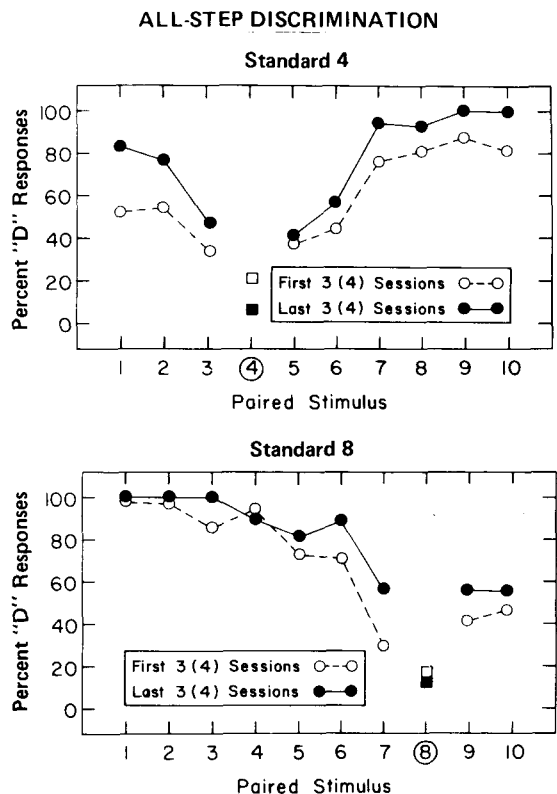 ALL-STEP DISCRIMINATION
Standard 4
Percent "D" Responses
100
80
60
40
20
0
First 3 (4) Sessions
Last 3 (4) Sessions
1 2 3 4 5 6 7 8 9 10
Paired Stimulus
Standard 8
Percent "D" Responses
100
80
60
40
20
0
First 3 (4) Sessions
Last 3 (4) Sessions
1 2 3 4 5 6 7 8 9 10
Paired Stimulus